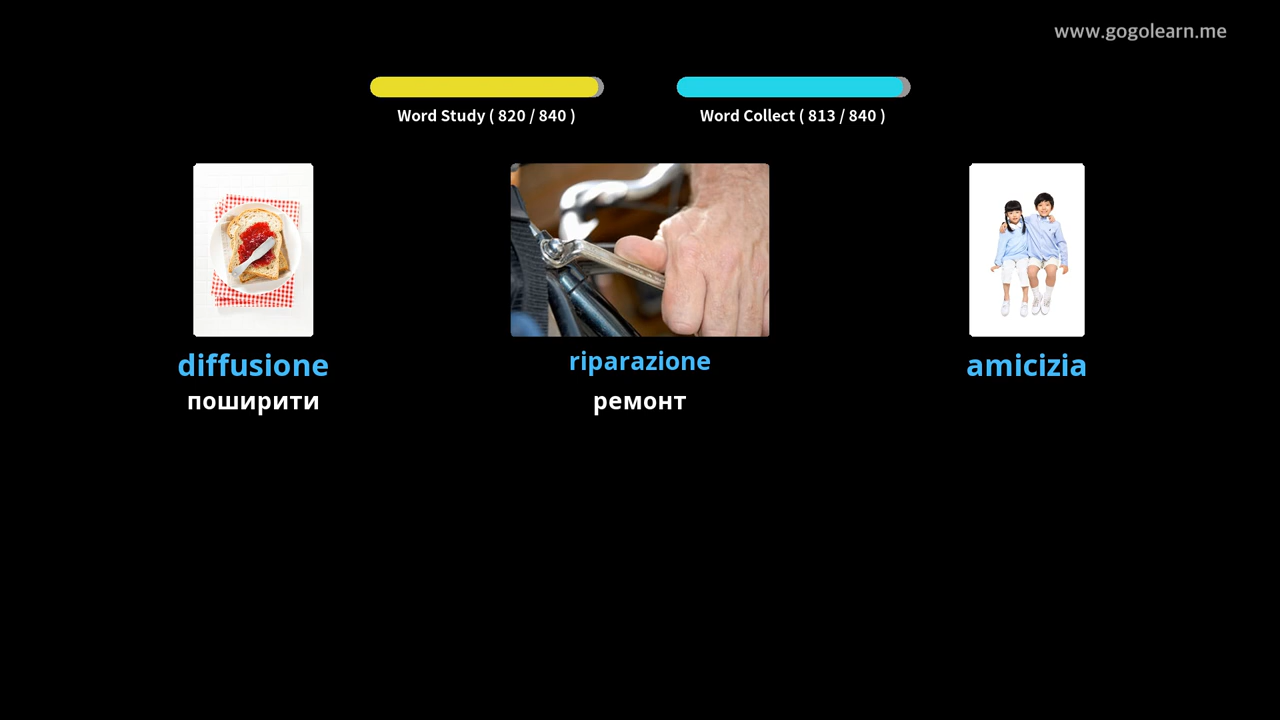 www.gogolearn.me
Word Study ( 820 / 840 )
Word Collect ( 813 / 840 )
diffusione
поширити
riparazione
ремонт
amicizia